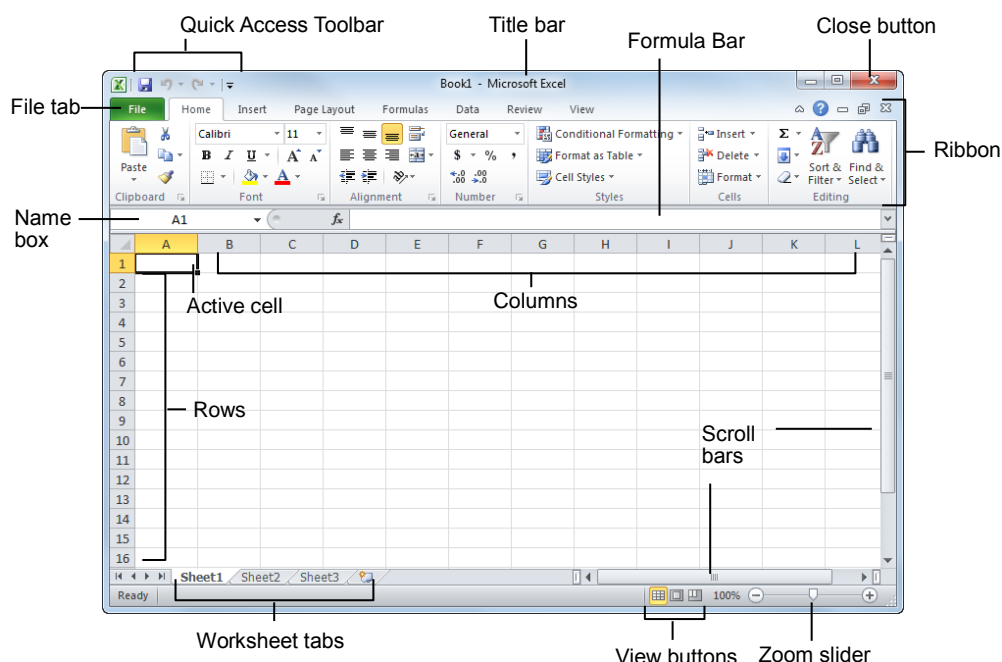 Quick Access Toolbar
Title bar
Close button
Formula Bar
Book1 - Microsoft Excel
File tab
File Home Insert Page Layout Formulas Data Review View
Ribbon
Calibri 11 General Conditional Formatting Insert Σ
Paste B I U A A $ % , Format as Table Delete Sort & Find &
A .00 .00 Cell Styles Format Filter Select
Clipboard Font Alignment Number Styles Cells Editing
Name
box
A1 fx
A B C D E F G H I J K L
1
2
3
4
5
6
7
8
9
10
11
12
13
14
15
16
Active cell
Columns
Rows
Scroll
bars
Sheet1 Sheet2 Sheet3
Ready 100%
Worksheet tabs
View buttons
Zoom slider